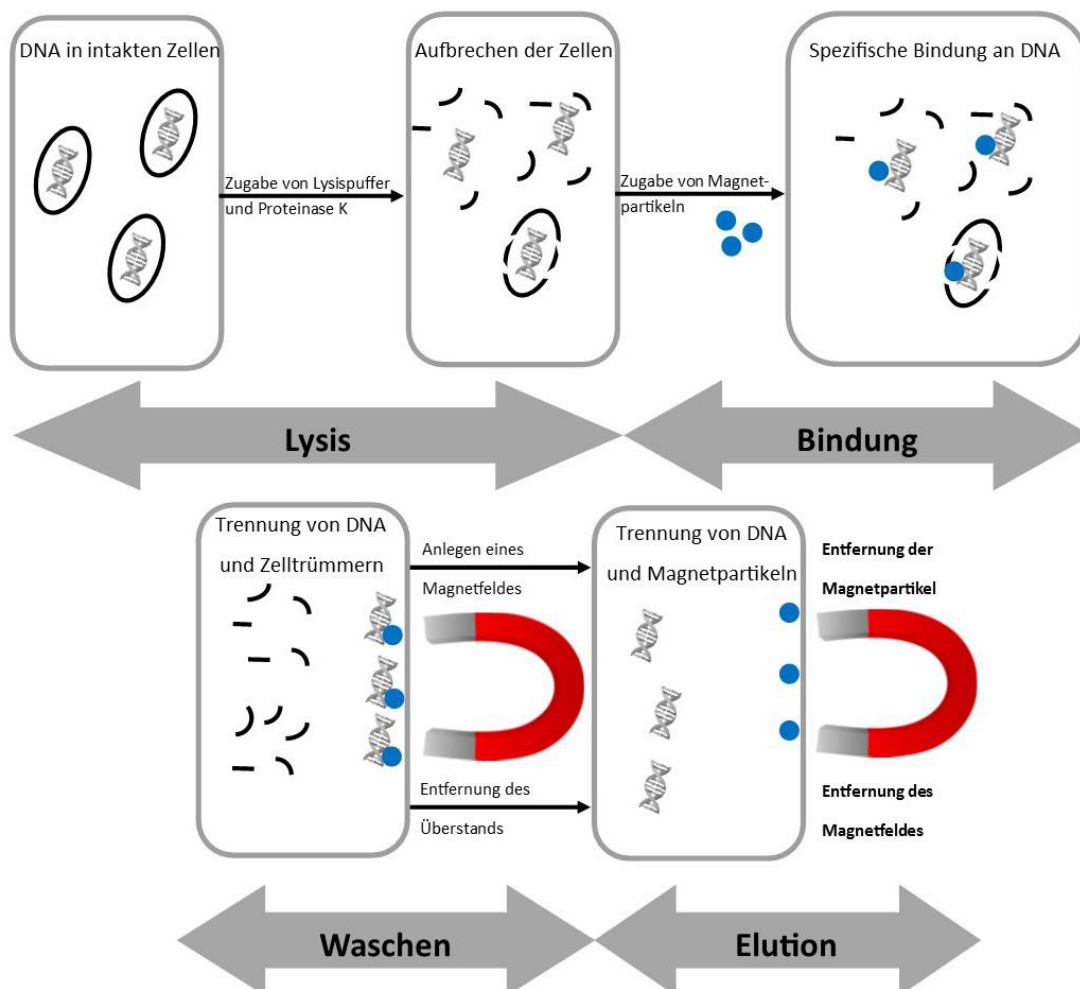 DNA in intakten Zellen
Zugabe von Lysispuffer
und Proteinase K
Aufbrechen der Zellen
Zugabe von Magnet-
partikeln
Spezifische Bindung an DNA
Lysis
Bindung
Trennung von DNA
und Zelltrümmern
Anlegen eines
Magnetfeldes
Entfernung des
Überstands
Trennung von DNA
und Magnetpartikeln
Entfernung der
Magnetpartikel
Entfernung des
Magnetfeldes
Waschen
Elution